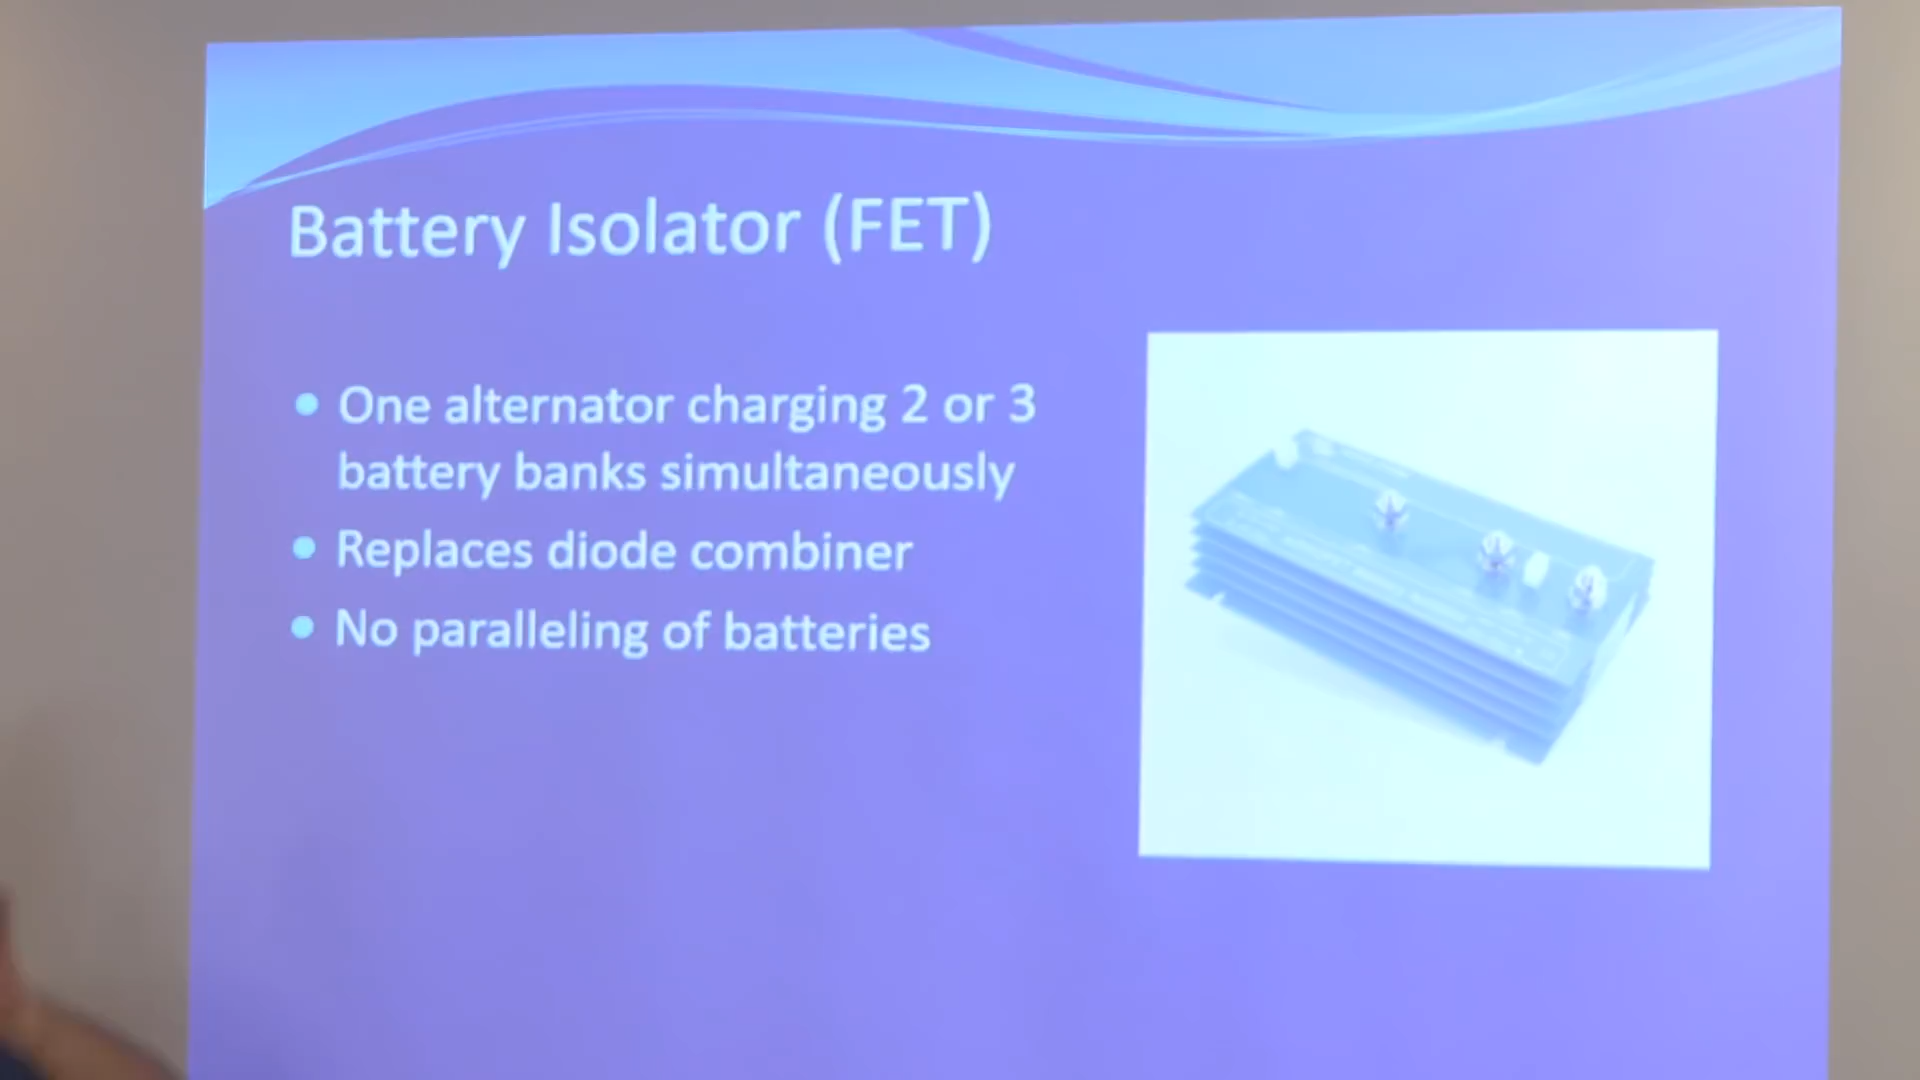 Battery Isolator (FET)
• One alternator charging 2 or 3
battery banks simultaneously
• Replaces diode combiner
• No paralleling of batteries